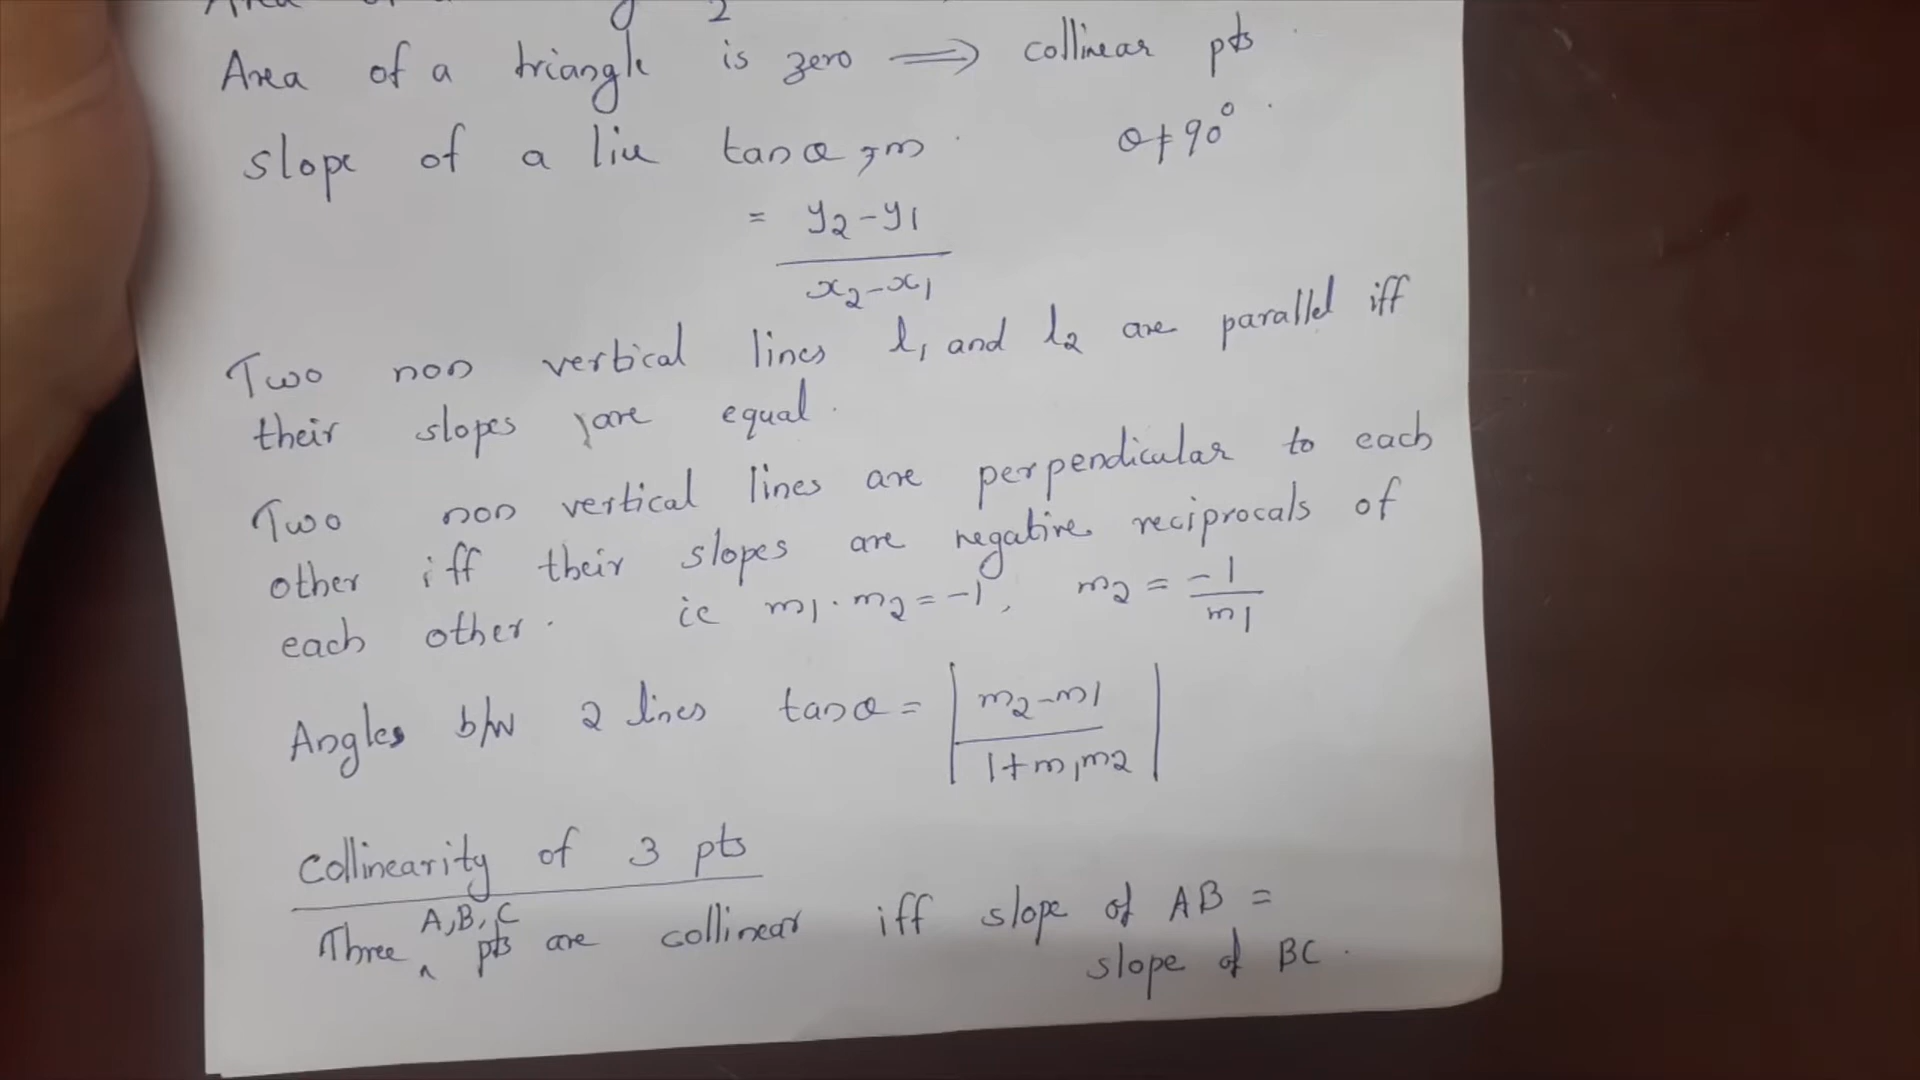 Area of a triangle is zero ⟹ collinear pts
slope of a line tanθ, m . θ≠90° .
= y2-y1
x2-x1
Two non vertical lines l1 and l2 are parallel iff
their slopes are equal.
Two non vertical lines are perpendicular to each
other iff their slopes are negative reciprocals of
each other. ie m1.m2=-1, m2 = -1/m1
Angles b/w 2 lines tanθ = | m2-m1 / 1+m1m2 |
Collinearity of 3 pts
Three A,B,C pts are collinear iff slope of AB =
slope of BC.